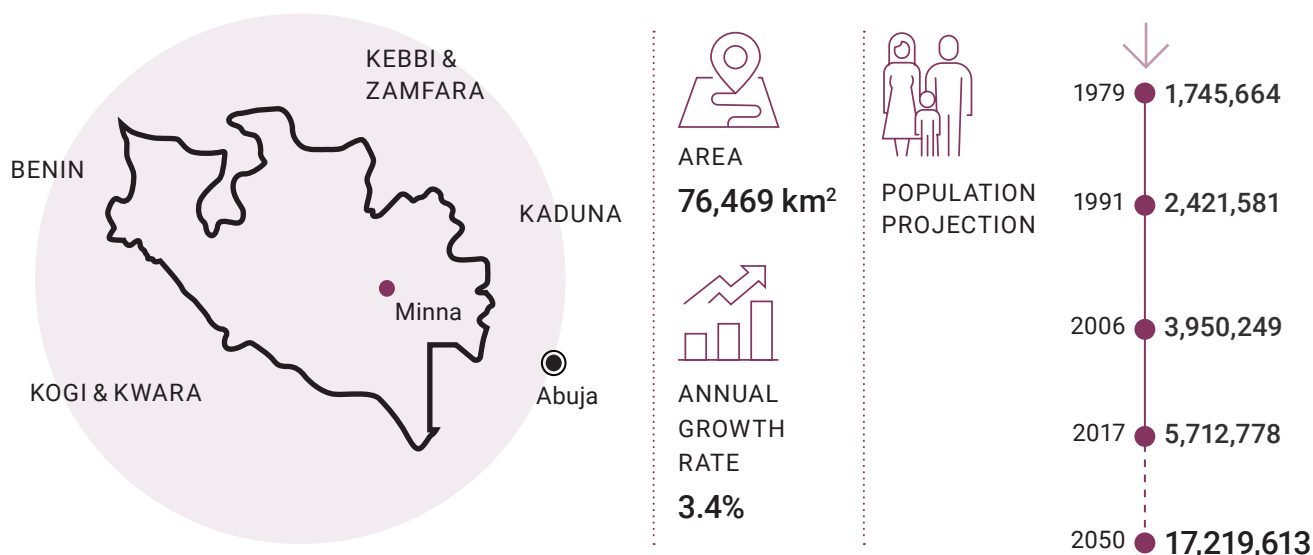 KEBBI &
ZAMFARA
BENIN
KADUNA
Minna
KOGI & KWARA
Abuja
AREA
76,469 km²
ANNUAL
GROWTH
RATE
3.4%
POPULATION
PROJECTION
1979 1,745,664
1991 2,421,581
2006 3,950,249
2017 5,712,778
2050 17,219,613